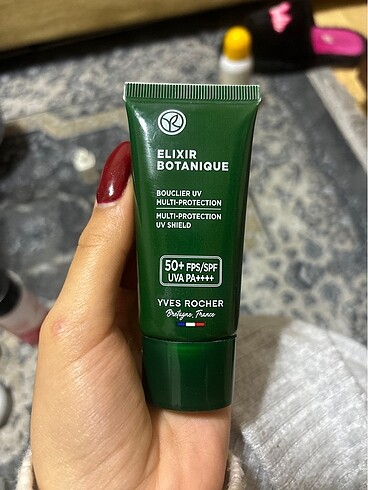 ELIXIR
BOTANIQUE
BOUCLIER UV
MULTI-PROTECTION
MULTI-PROTECTION
UV SHIELD
50+ FPS/SPF
UVA PA++++
YVES ROCHER
Bretagne, France